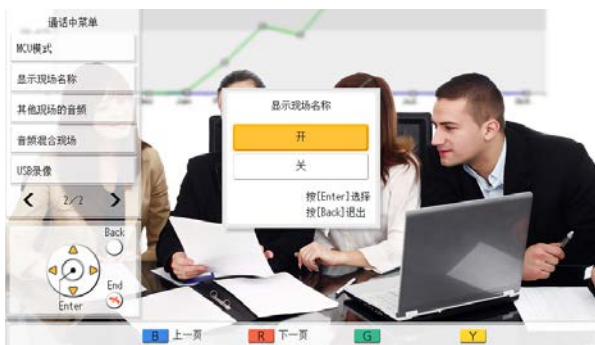 通话中菜单
MCU模式
显示现场名称
其他现场的音频
音频混合现场
USB录像
2/2
Back
End
Enter
显示现场名称
开
关
按[Enter]选择
按[Back]退出
B 上一页 R 下一页 G Y